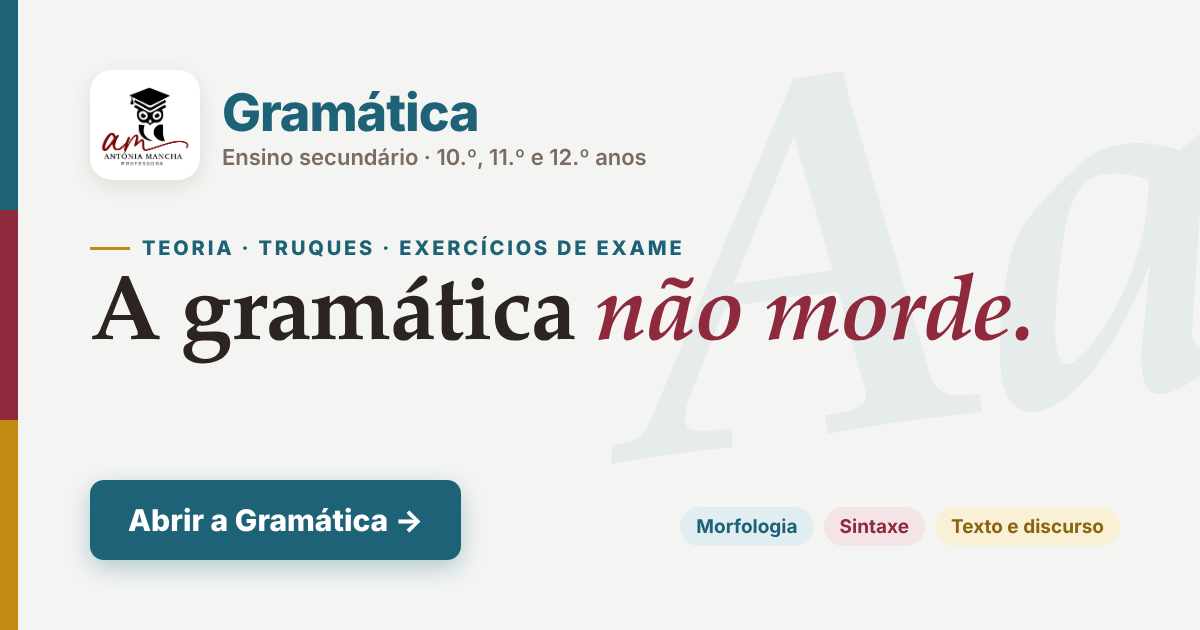 am
ANTÓNIA MANCHA
PROFESSORA
Gramática
Ensino secundário · 10.º, 11.º e 12.º anos
TEORIA · TRUQUES · EXERCÍCIOS DE EXAME
A gramática não morde.
Aa
Abrir a Gramática →
Morfologia
Sintaxe
Texto e discurso